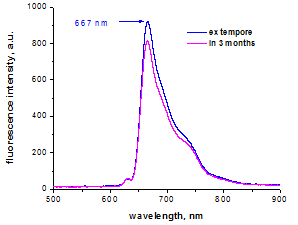 1000
800
600
400
200
0
fluorescence intensity, a.u.
667 nm
ex tempore
in 3 months
500 600 700 800 900
wavelength, nm